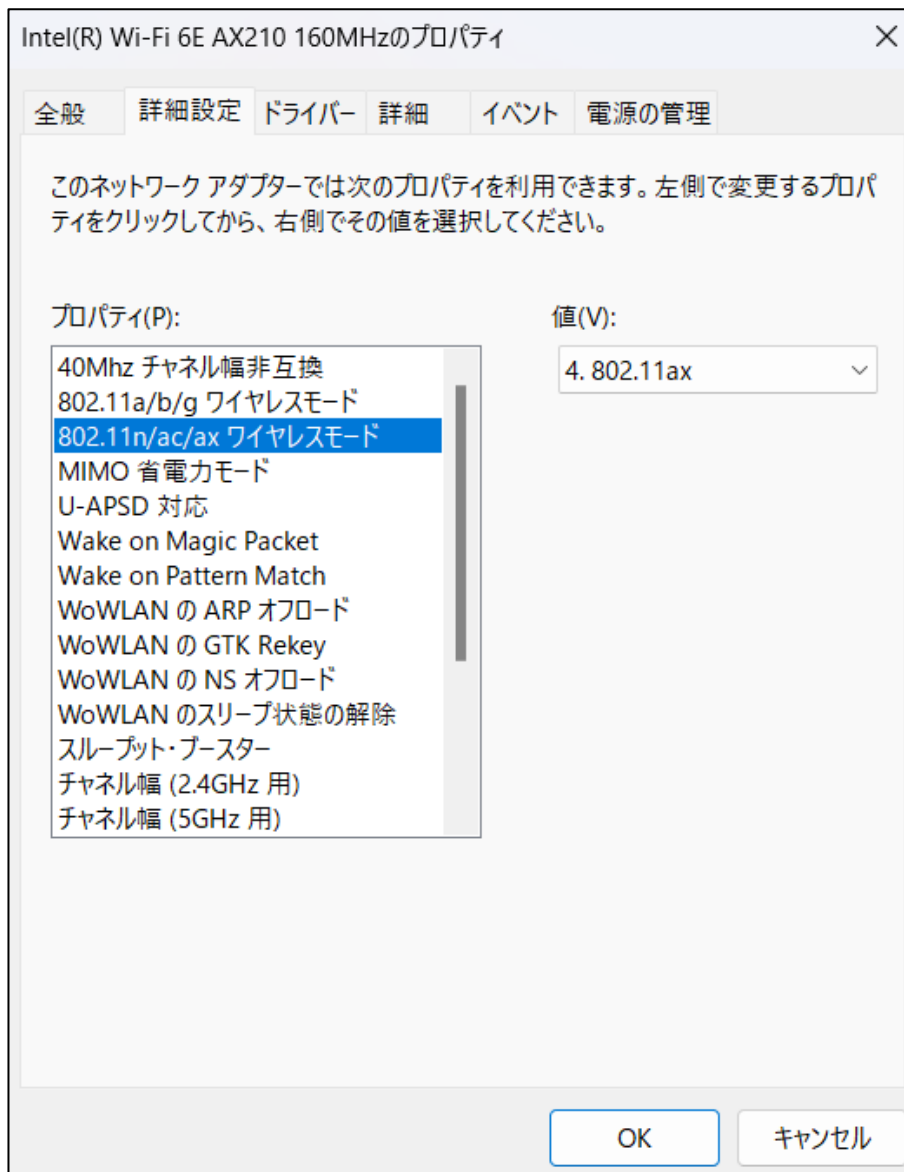 Intel(R) Wi-Fi 6E AX210 160MHzのプロパティ
全般 詳細設定 ドライバー 詳細 イベント 電源の管理
このネットワーク アダプターでは次のプロパティを利用できます。左側で変更するプロパ
ティをクリックしてから、右側でその値を選択してください。
プロパティ(P):
40Mhz チャネル幅非互換
802.11a/b/g ワイヤレスモード
802.11n/ac/ax ワイヤレスモード
MIMO 省電力モード
U-APSD 対応
Wake on Magic Packet
Wake on Pattern Match
WoWLAN の ARP オフロード
WoWLAN の GTK Rekey
WoWLAN の NS オフロード
WoWLAN のスリープ状態の解除
スループット・ブースター
チャネル幅 (2.4GHz 用)
チャネル幅 (5GHz 用)
値(V):
4. 802.11ax
OK キャンセル